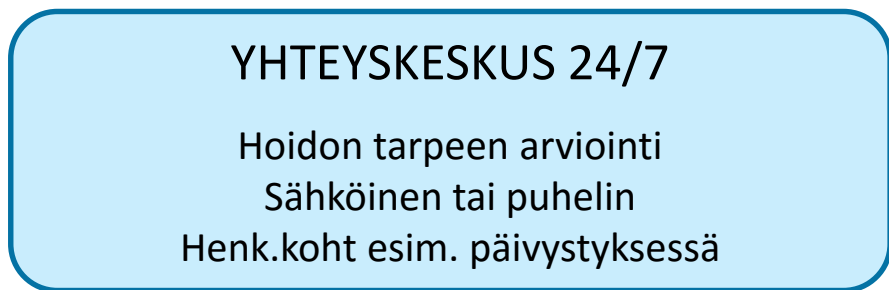 YHTEYSKESKUS 24/7
Hoidon tarpeen arviointi
Sähköinen tai puhelin
Henk.koht esim. päivystyksessä